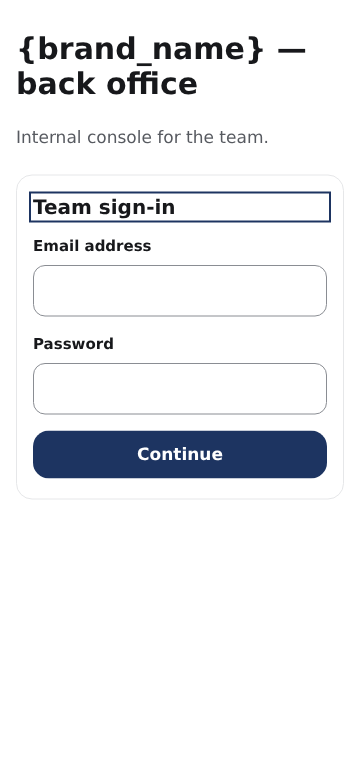 {brand_name} —
back office
Internal console for the team.
Team sign-in
Email address
Password
Continue